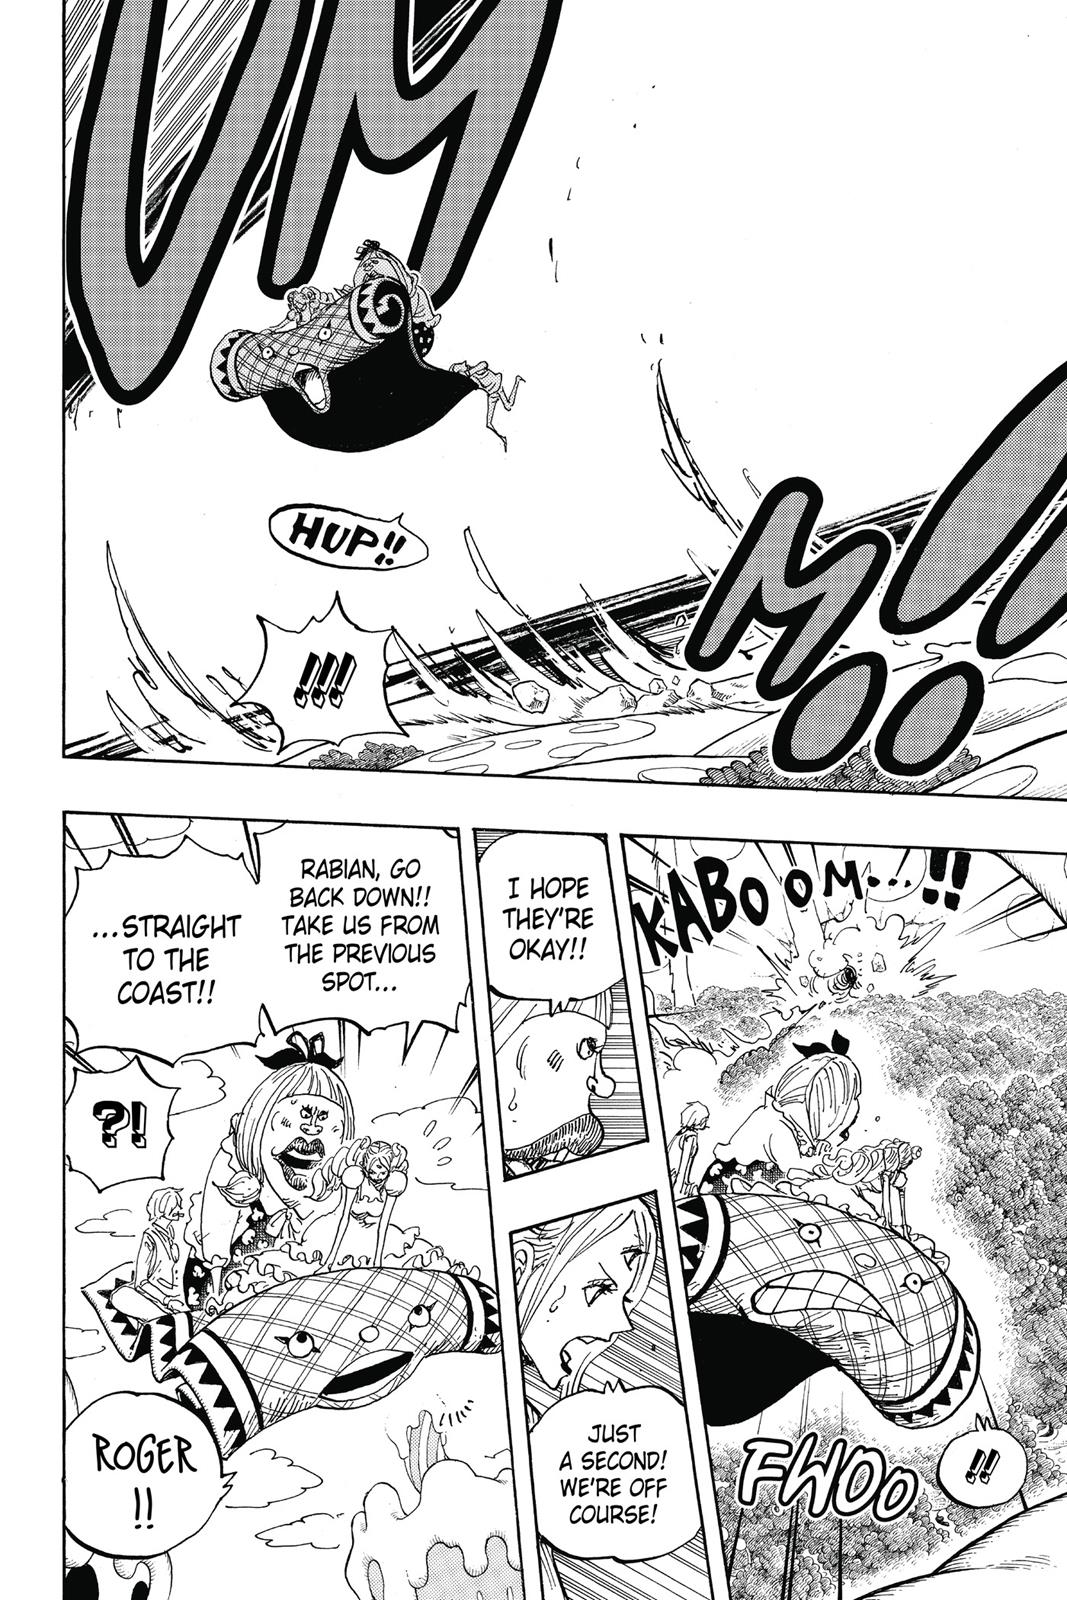 UM
HUP!!
!!!!
MOO
KABOOM...!!
FWOO
!!
I HOPE
THEY'RE
OKAY!!
JUST
A SECOND!
WE'RE OFF
COURSE!
RABIAN, GO
BACK DOWN!!
TAKE US FROM
THE PREVIOUS
SPOT...
...STRAIGHT
TO THE
COAST!!
?!
ROGER
!!